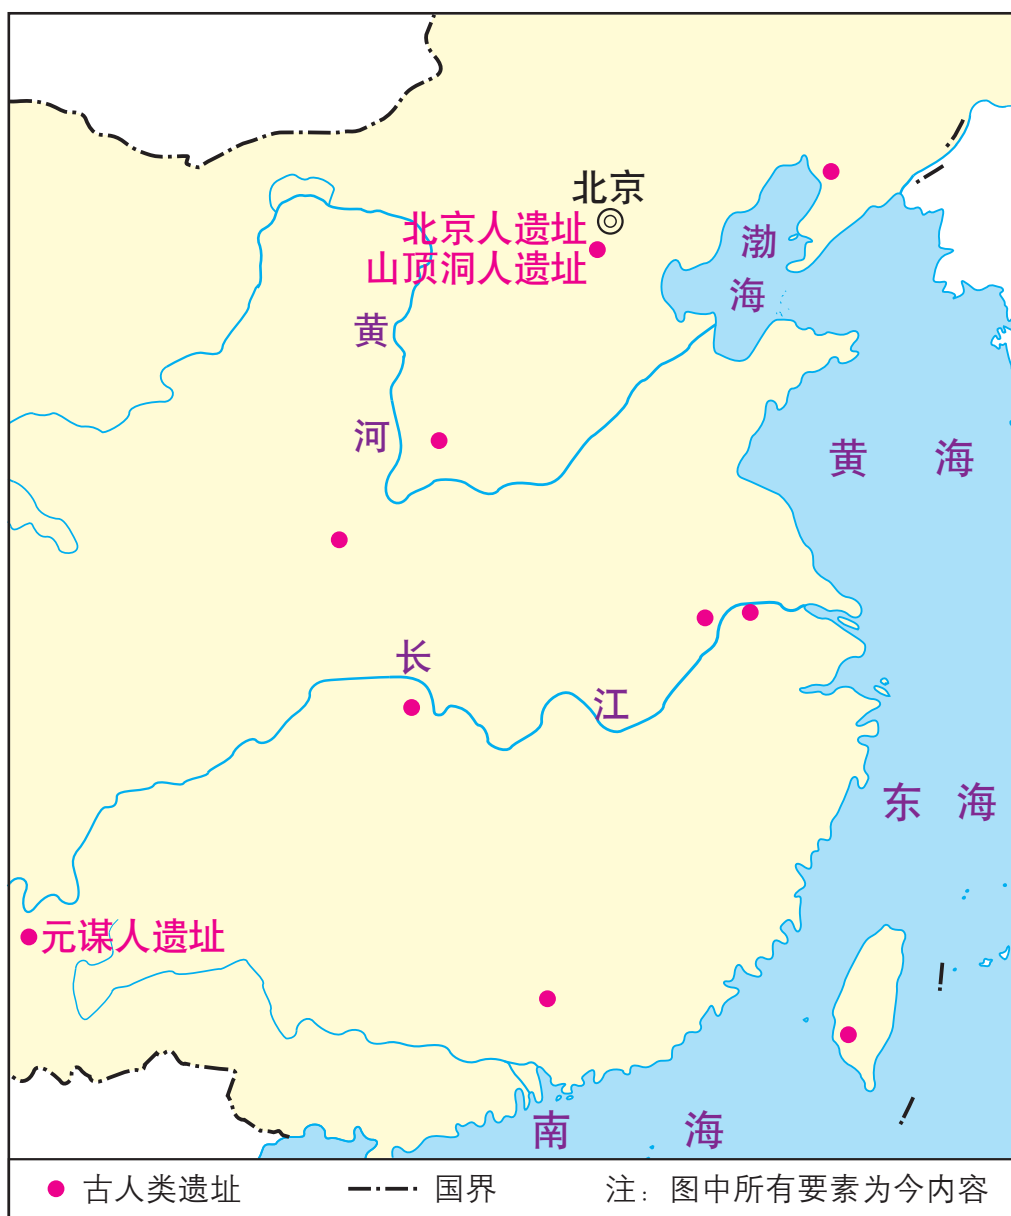 北京
北京人遗址
山顶洞人遗址
渤
海
黄
河
黄 海
长
江
东 海
元谋人遗址
南 海
古人类遗址 国界 注：图中所有要素为今内容